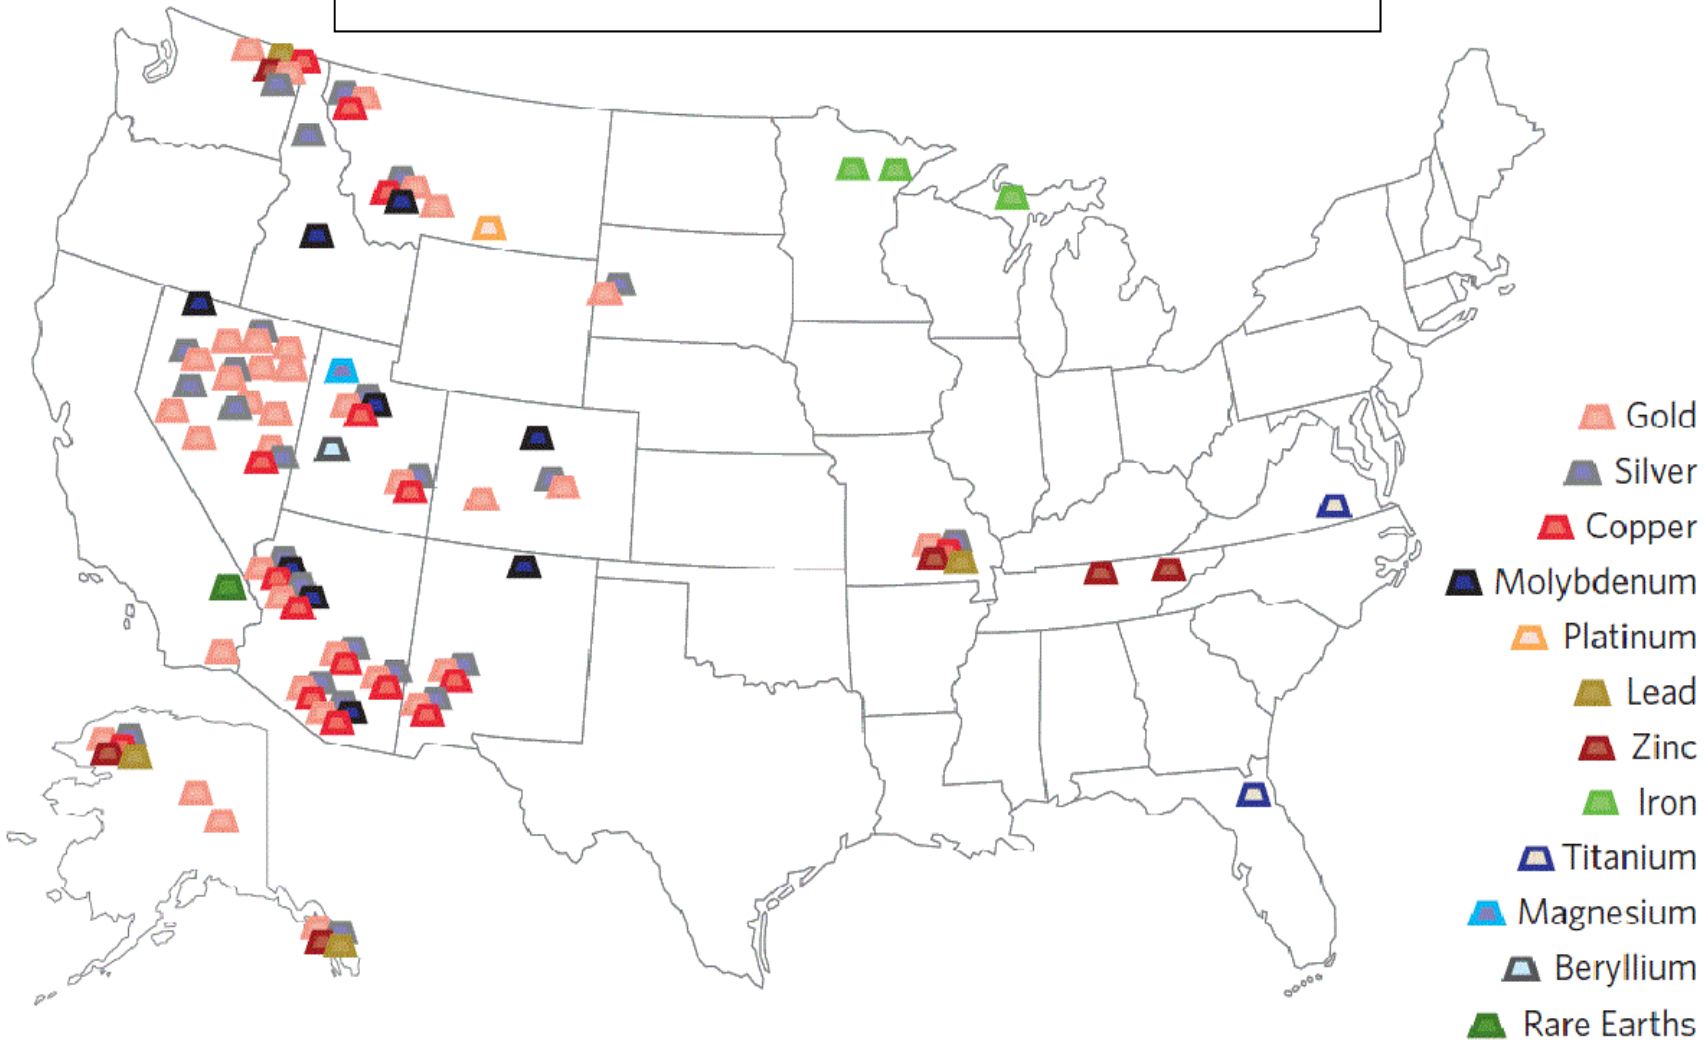 Gold
Silver
Copper
Molybdenum
Platinum
Lead
Zinc
Iron
Titanium
Magnesium
Beryllium
Rare Earths